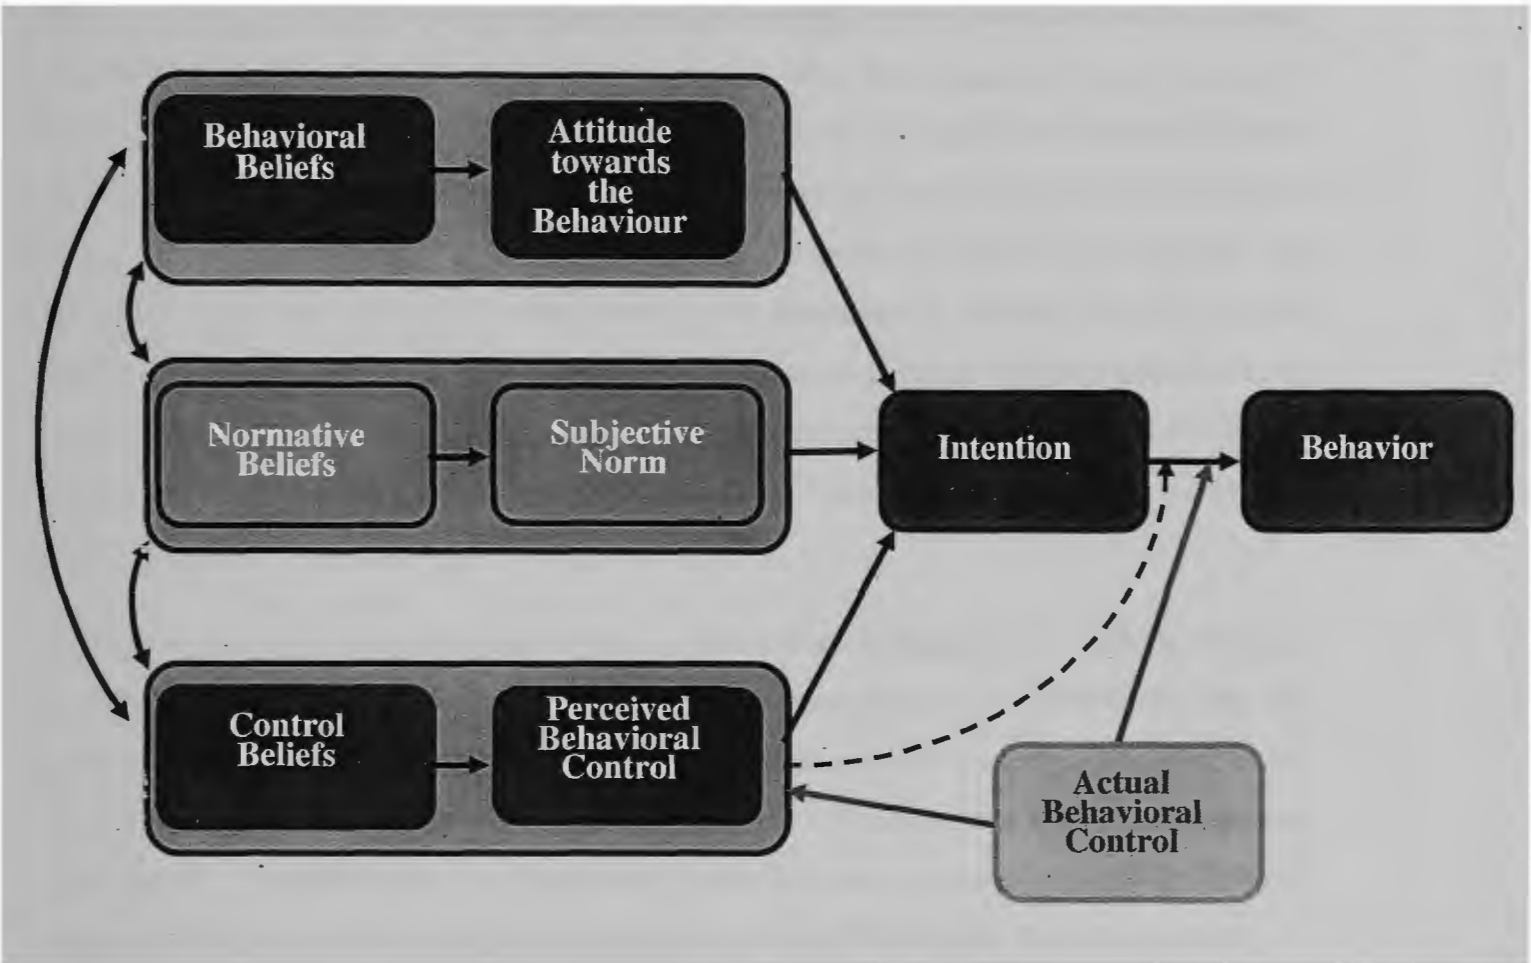 Behavioral
Beliefs
Attitude
towards
the
Behaviour
Normative
Beliefs
Subjective
Norm
Intention
Behavior
Control
Beliefs
Perceived
Behavioral
Control
Actual
Behavioral
Control